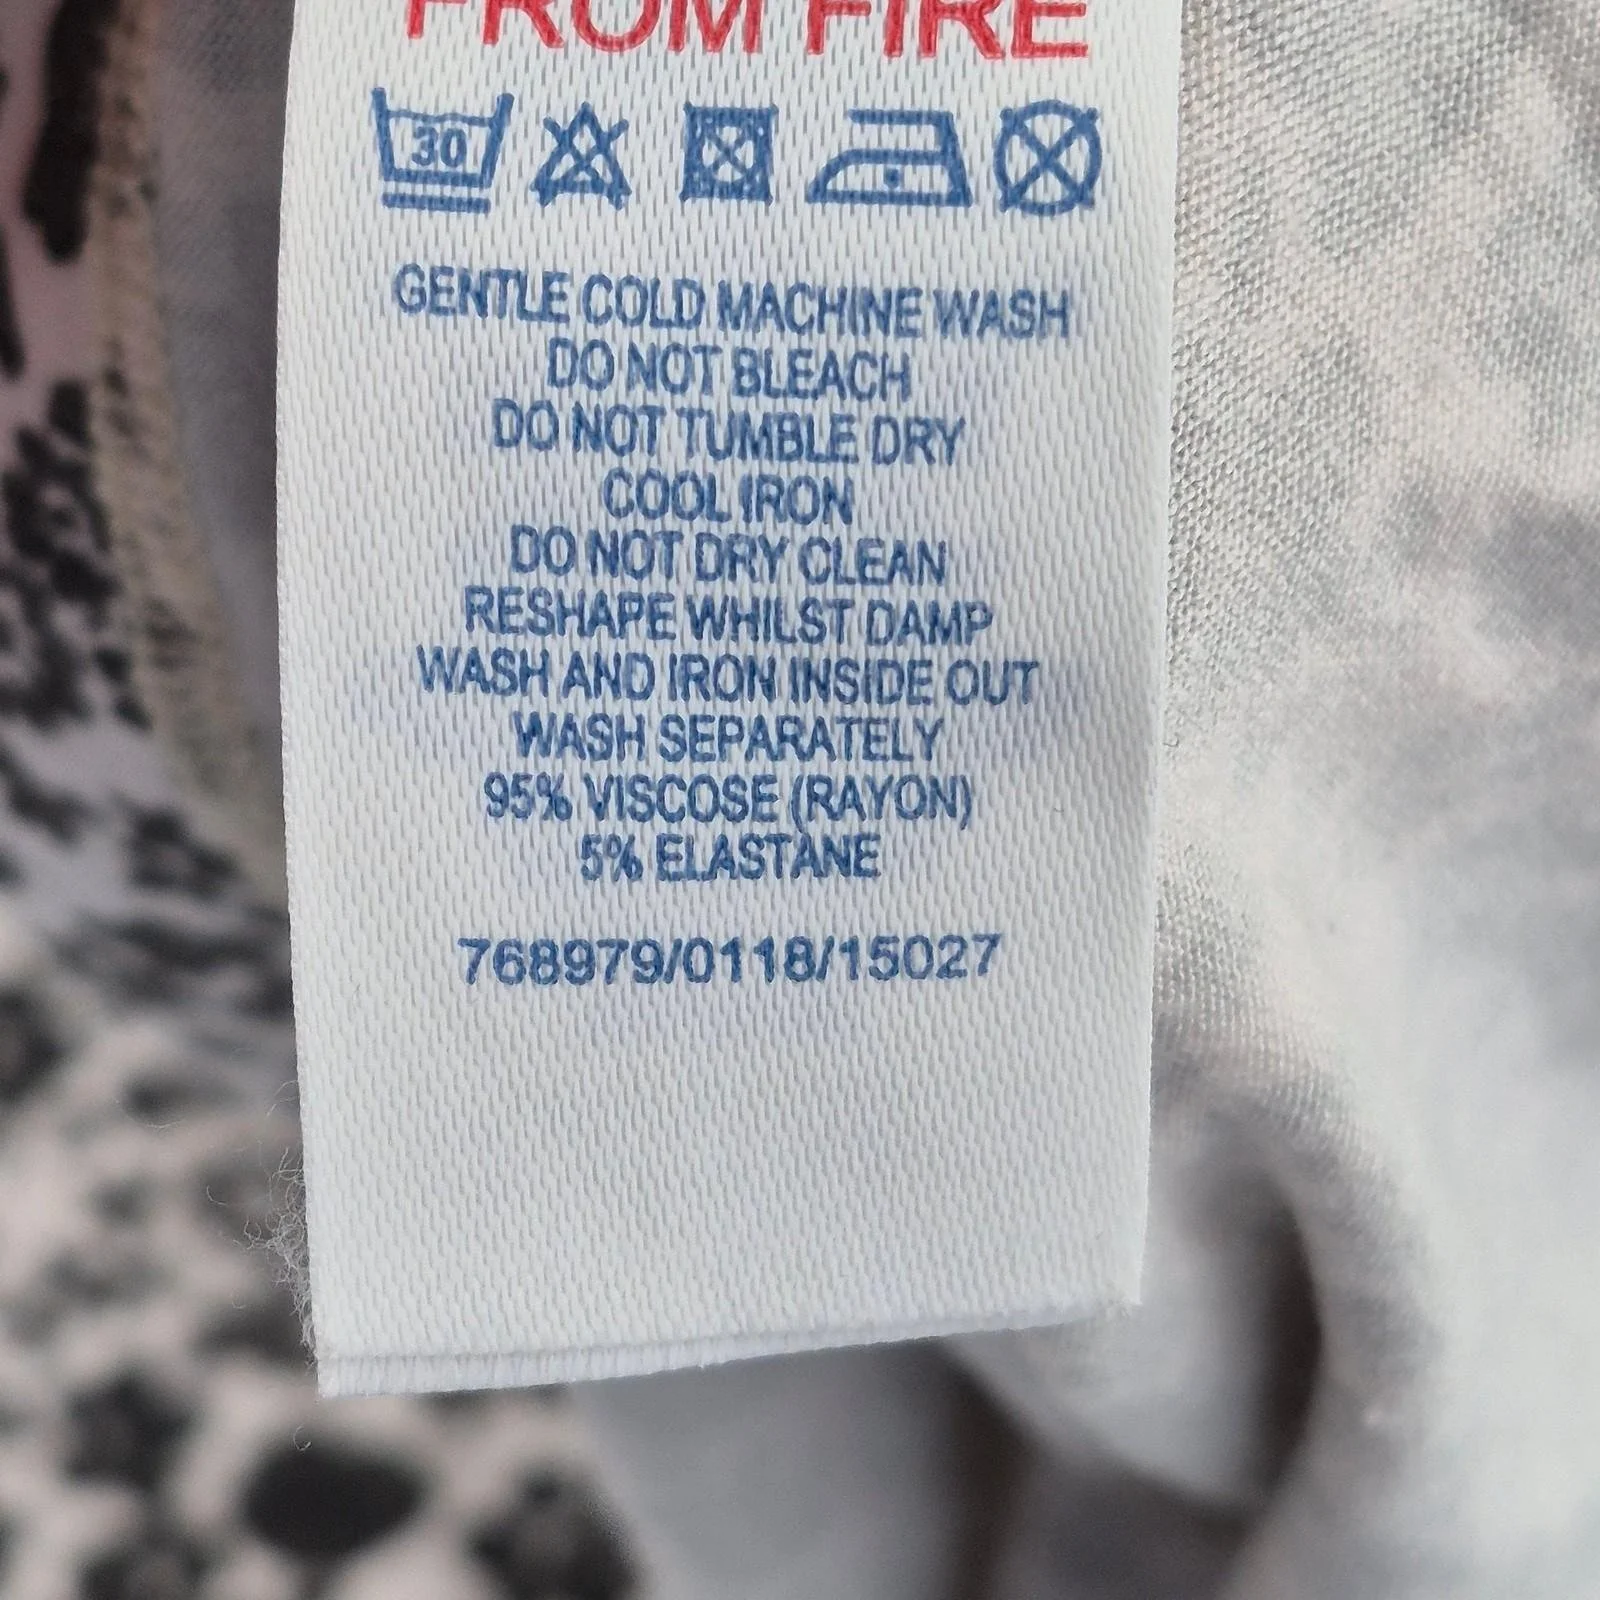 FROM FIRE
30
GENTLE COLD MACHINE WASH
DO NOT BLEACH
DO NOT TUMBLE DRY
COOL IRON
DO NOT DRY CLEAN
RESHAPE WHILST DAMP
WASH AND IRON INSIDE OUT
WASH SEPARATELY
95% VISCOSE (RAYON)
5% ELASTANE
768979/0118/15027